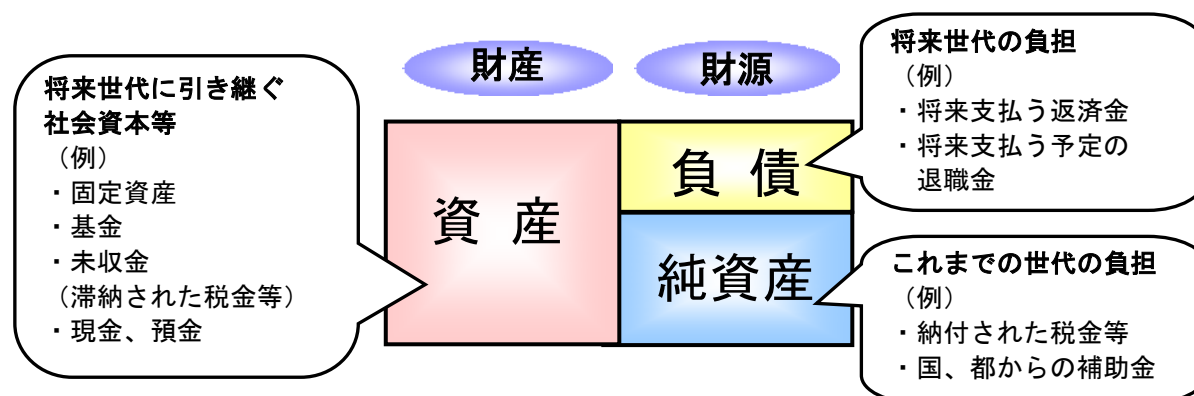 財産
財源
将来世代に引き継ぐ
社会資本等
（例）
・固定資産
・基金
・未収金
（滞納された税金等）
・現金、預金
資 産
負 債
純資産
将来世代の負担
（例）
・将来支払う返済金
・将来支払う予定の
退職金
これまでの世代の負担
（例）
・納付された税金等
・国、都からの補助金